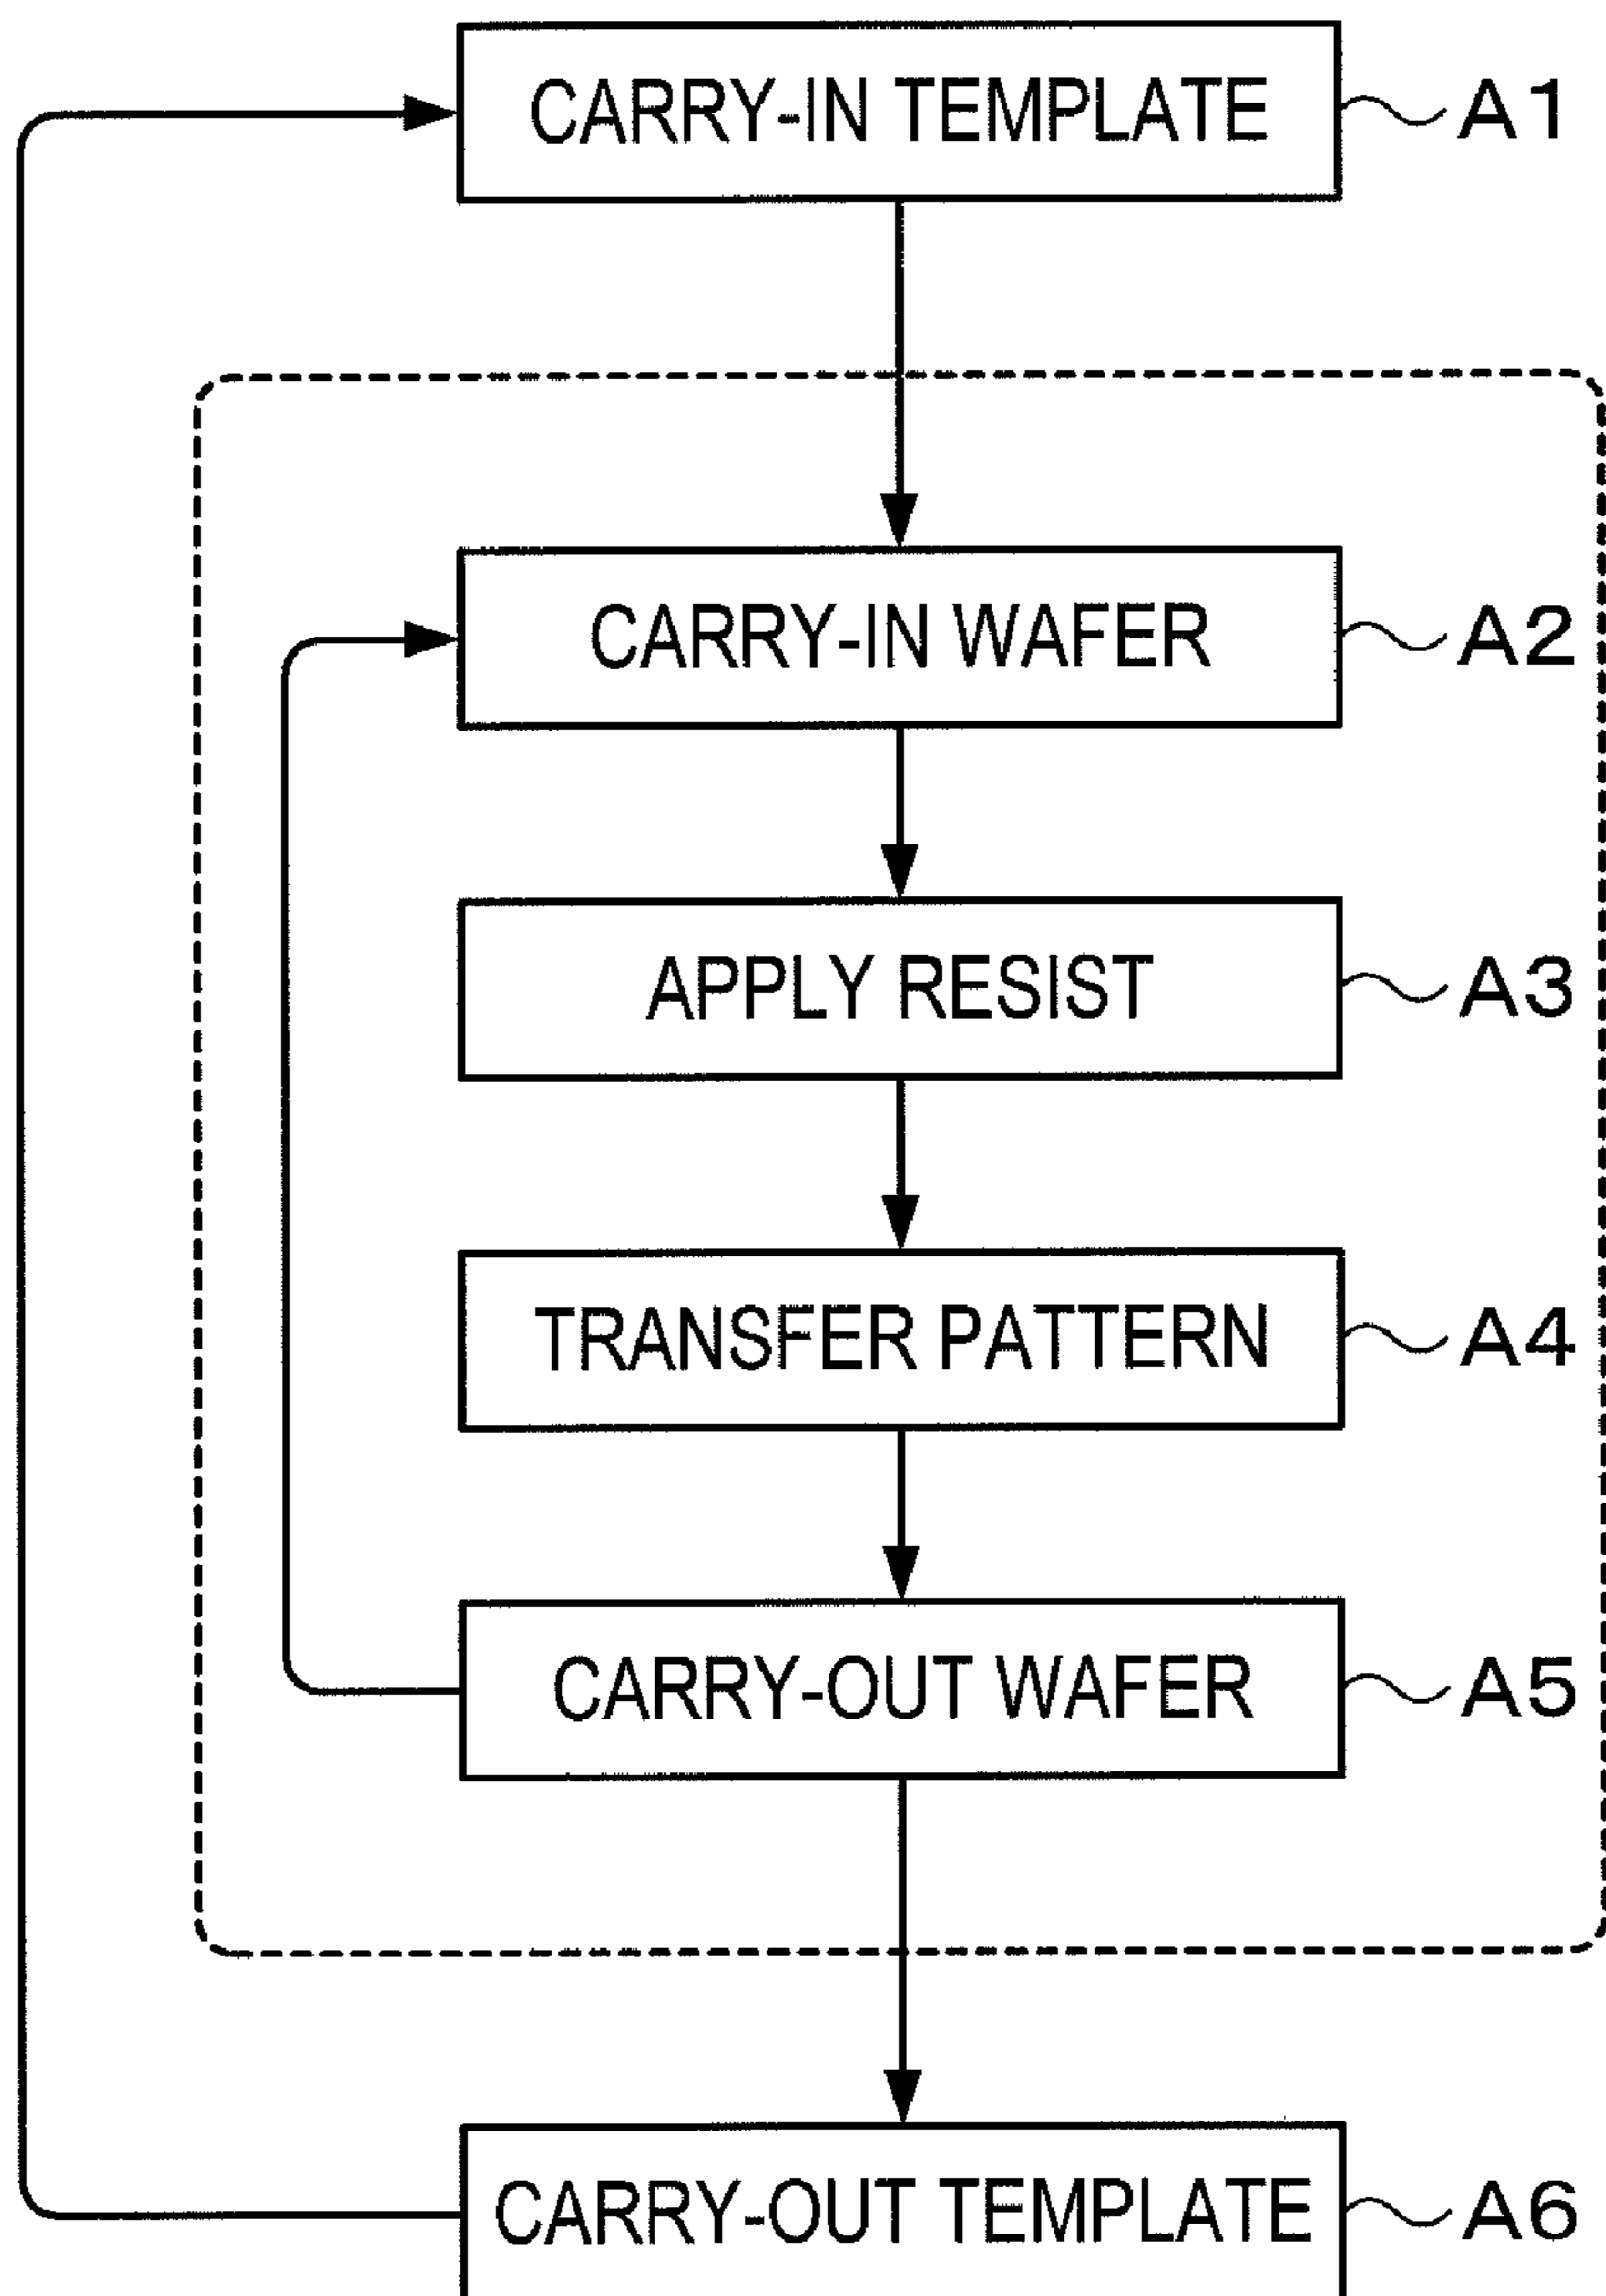 CARRY-IN TEMPLATE A1
CARRY-IN WAFER A2
APPLY RESIST A3
TRANSFER PATTERN A4
CARRY-OUT WAFER A5
CARRY-OUT TEMPLATE A6